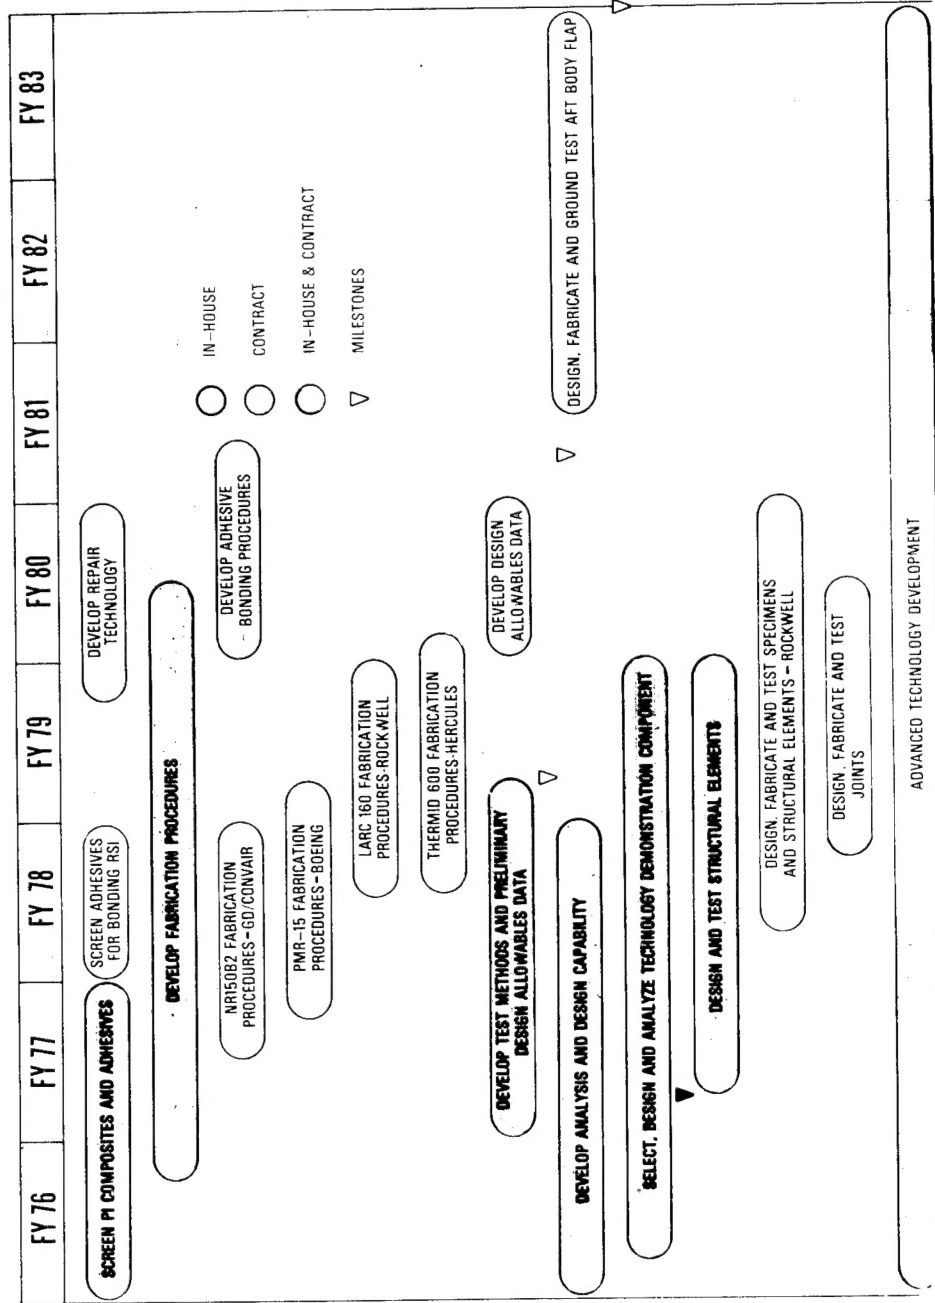 FY 76
FY 77
FY 78
FY 79
FY 80
FY 81
FY 82
FY 83
SCREEN PI COMPOSITES AND ADHESIVES
SCREEN ADHESIVES
FOR BONDING RSI
DEVELOP REPAIR
TECHNOLOGY
DEVELOP FABRICATION PROCEDURES
NR150B2 FABRICATION
PROCEDURES-GD/CONVAIR
DEVELOP ADHESIVE
BONDING PROCEDURES
PMR-15 FABRICATION
PROCEDURES-BOEING
LARC 160 FABRICATION
PROCEDURES-ROCKWELL
THERMID 600 FABRICATION
PROCEDURES-HERCULES
IN-HOUSE
CONTRACT
IN-HOUSE & CONTRACT
MILESTONES
DEVELOP TEST METHODS AND PRELIMINARY
DESIGN ALLOWABLES DATA
DEVELOP DESIGN
ALLOWABLES DATA
DEVELOP ANALYSIS AND DESIGN CAPABILITY
DESIGN, FABRICATE AND GROUND TEST AFT BODY FLAP
SELECT, DESIGN AND ANALYZE TECHNOLOGY DEMONSTRATION COMPONENT
DESIGN AND TEST STRUCTURAL ELEMENTS
DESIGN, FABRICATE AND TEST SPECIMENS
AND STRUCTURAL ELEMENTS - ROCKWELL
DESIGN, FABRICATE AND TEST
JOINTS
ADVANCED TECHNOLOGY DEVELOPMENT